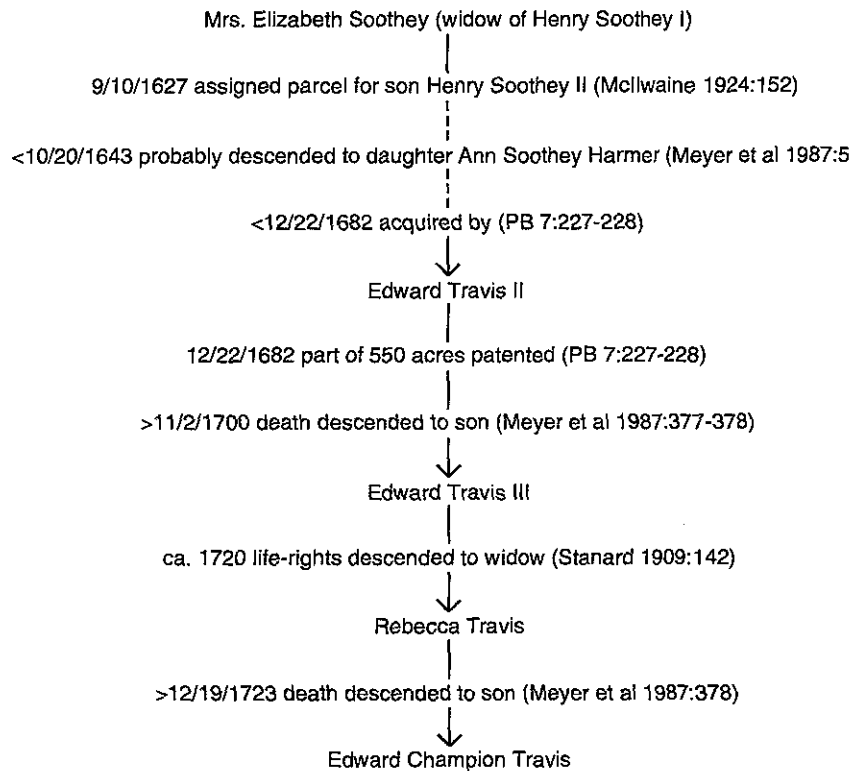 Mrs. Elizabeth Soothey (widow of Henry Soothey I)
9/10/1627 assigned parcel for son Henry Soothey II (McIlwaine 1924:152)
<10/20/1643 probably descended to daughter Ann Soothey Harmer (Meyer et al 1987:5
<12/22/1682 acquired by (PB 7:227-228)
Edward Travis II
12/22/1682 part of 550 acres patented (PB 7:227-228)
>11/2/1700 death descended to son (Meyer et al 1987:377-378)
Edward Travis III
ca. 1720 life-rights descended to widow (Stanard 1909:142)
Rebecca Travis
>12/19/1723 death descended to son (Meyer et al 1987:378)
Edward Champion Travis